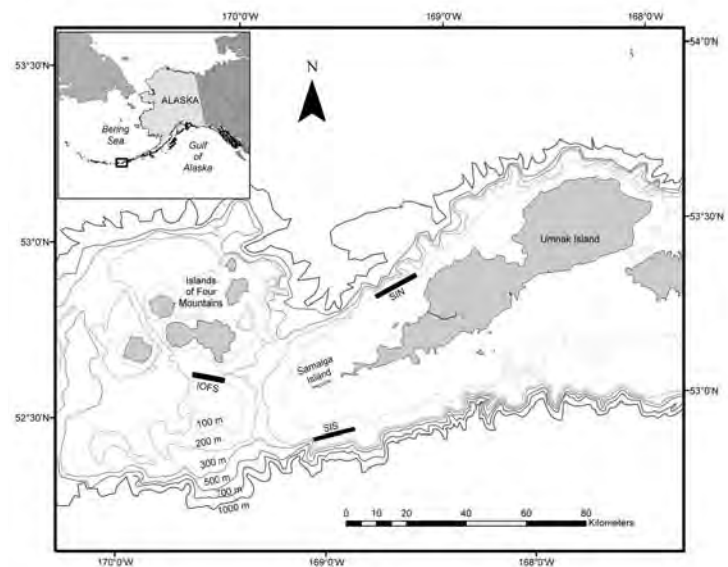 170°0'W
169°0'W
168°0'W
53°30'N
53°0'N
52°30'N
54°0'N
53°30'N
53°0'N
ALASKA
Bering
Sea
Gulf
of
Alaska
N
Umnak Island
Islands
of Four
Mountains
SIN
Samalga
Island
IOFS
SIS
100 m
200 m
300 m
500 m
700 m
1000 m
0 10 20 40 60 80
Kilometers
170°0'W
169°0'W
168°0'W